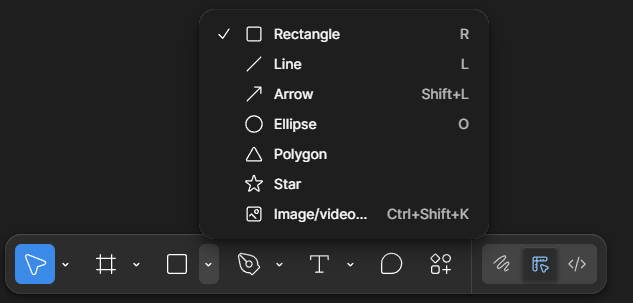 Rectangle R
Line L
Arrow Shift+L
Ellipse O
Polygon
Star
Image/video... Ctrl+Shift+K